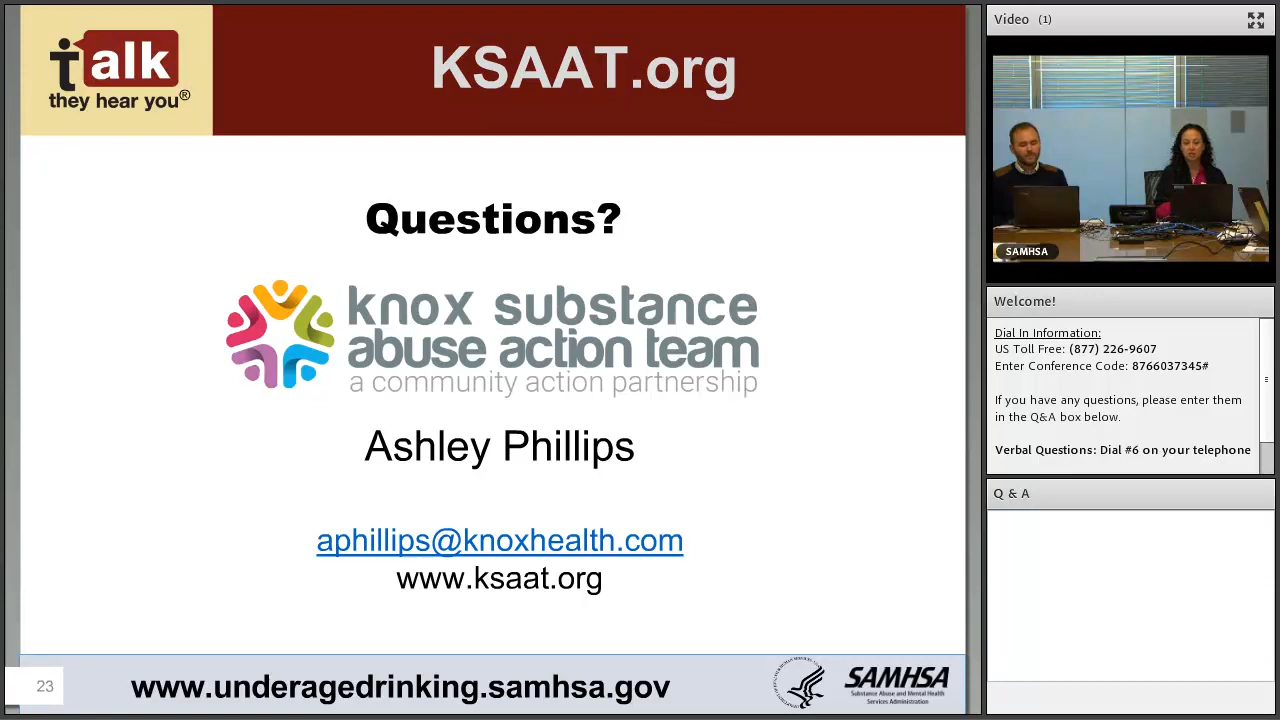 talk
they hear you®
KSAAT.org
Questions?
knox substance
abuse action team
a community action partnership
Ashley Phillips
aphillips@knoxhealth.com
www.ksaat.org
23
www.underagedrinking.samhsa.gov
SAMHSA
Substance Abuse and Mental Health
Services Administration
Video (1)
SAMHSA
Welcome!
Dial In Information:
US Toll Free: (877) 226-9607
Enter Conference Code: 8766037345#
If you have any questions, please enter them
in the Q&A box below.
Verbal Questions: Dial #6 on your telephone
Q & A